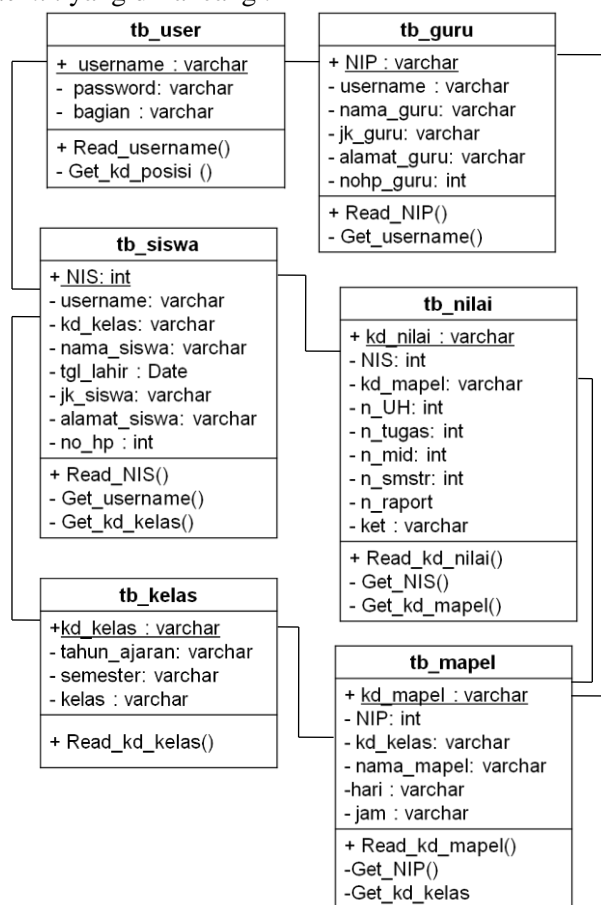 tb_user
+ username : varchar
- password: varchar
- bagian : varchar
+ Read_username()
- Get_kd_posisi ()
tb_guru
+ NIP : varchar
- username : varchar
- nama_guru: varchar
- jk_guru: varchar
- alamat_guru: varchar
- nohp_guru: int
+ Read_NIP()
- Get_username()
tb_siswa
+ NIS: int
- username: varchar
- kd_kelas: varchar
- nama_siswa: varchar
- tgl_lahir : Date
- jk_siswa: varchar
- alamat_siswa: varchar
- no_hp : int
+ Read_NIS()
- Get_username()
- Get_kd_kelas()
tb_nilai
+ kd_nilai : varchar
- NIS: int
- kd_mapel: varchar
- n_UH: int
- n_tugas: int
- n_mid: int
- n_smstr: int
- n_raport
- ket : varchar
+ Read_kd_nilai()
- Get_NIS()
- Get_kd_mapel()
tb_kelas
+kd_kelas : varchar
- tahun_ajaran: varchar
- semester: varchar
- kelas : varchar
+ Read_kd_kelas()
tb_mapel
+ kd_mapel : varchar
- NIP: int
- kd_kelas: varchar
- nama_mapel: varchar
-hari : varchar
- jam : varchar
+ Read_kd_mapel()
-Get_NIP()
-Get_kd_kelas